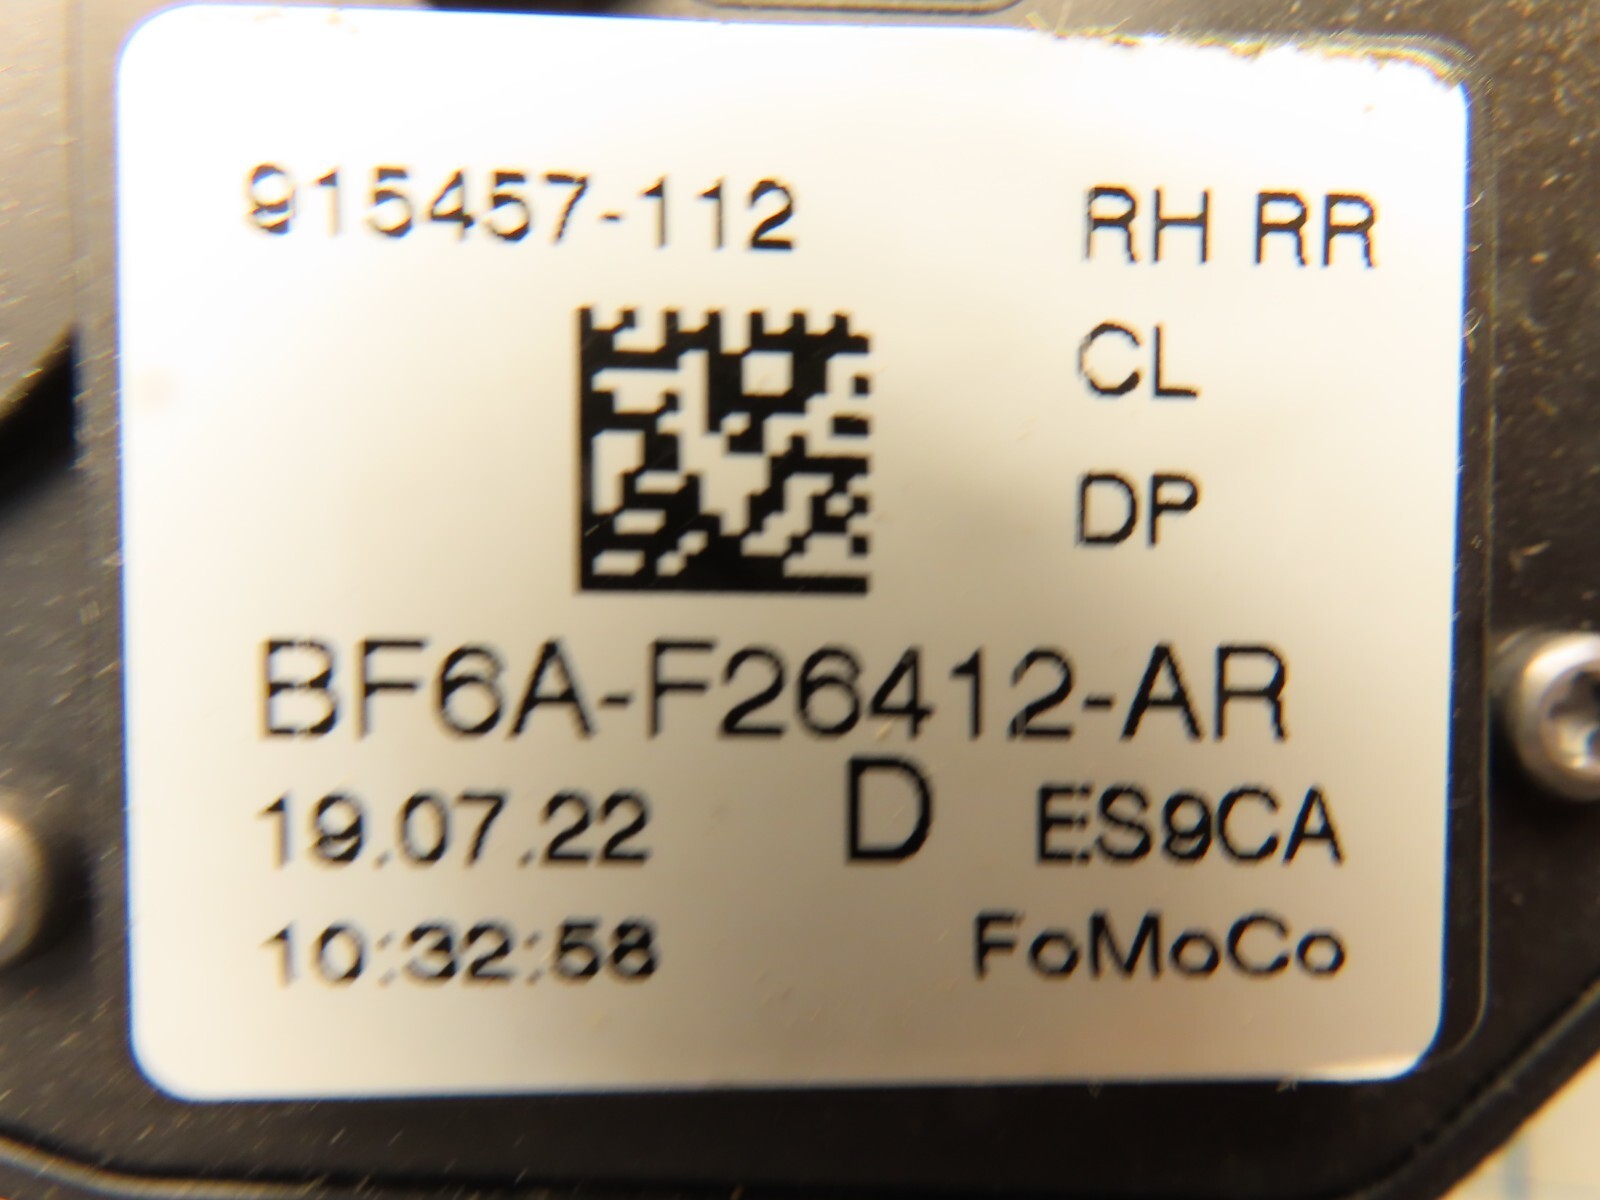 915457-112 RH RR
CL
DP
BF6A-F26412-AR
19.07.22 D ES9CA
10:32:58 FoMoCo